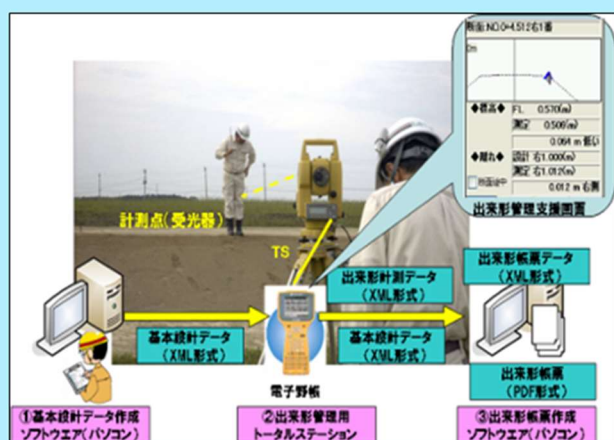 断面:NO.0+4.512右1番
◆標高◆ FL 0.570(m)
測定 0.506(m)
0.064 m 低い
◆離れ◆ 設計 右1.000(m)
測定 右1.012(m)
0.012 m 右側
出来形管理支援画面
計測点(受光器)
TS
出来形計測データ
(XML形式)
出来形帳票データ
(XML形式)
基本設計データ
(XML形式)
基本設計データ
(XML形式)
電子野帳
出来形帳票
(PDF形式)
①基本設計データ作成
ソフトウエア(パソコン)
②出来形管理用
トータルステーション
③出来形帳票作成
ソフトウエア(パソコン)